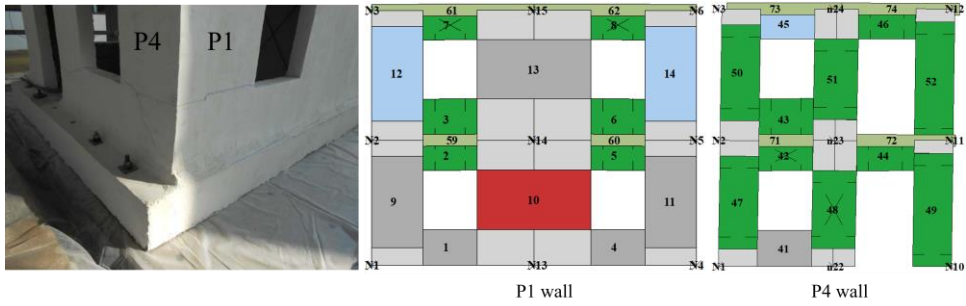 P4 P1
N3 61 N15 62 N6
7 8
12 13 14
3 6
N2 59 N14 60 N5
2 5
9 10 11
1 4
N1 N13 N4
P1 wall
N3 73 n24 74 N12
45 46
50 51 52
43
N2 71 n23 72 N11
42 44
47 48 49
41
N1 n22 N10
P4 wall